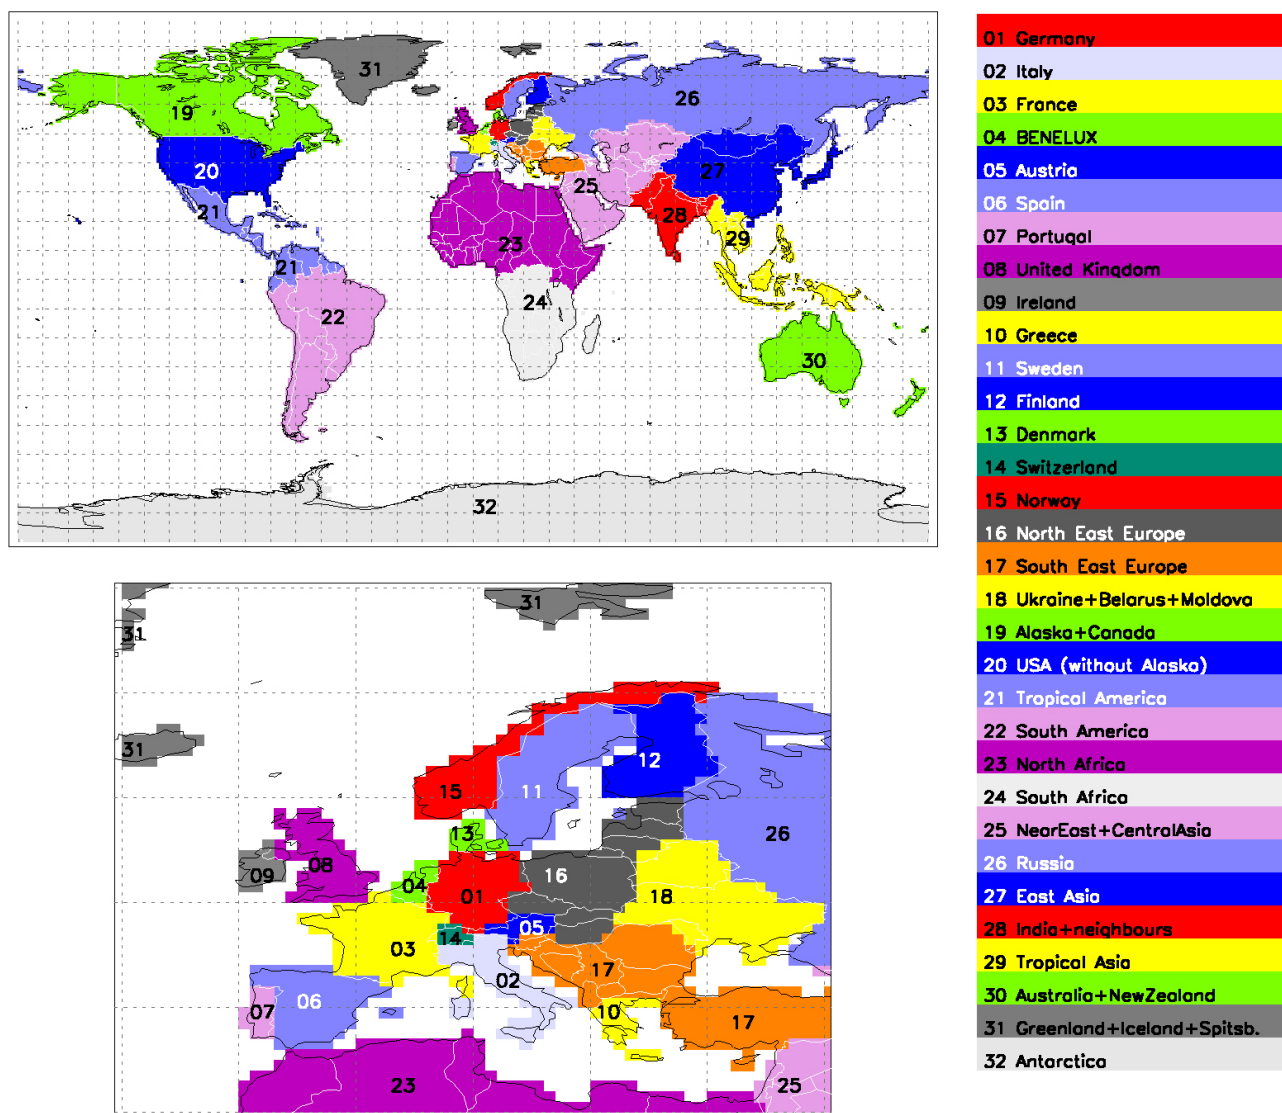 31
19
26
20
27
25
21
28
29
23
21
24
22
30
32
31
31
31
15
12
11
13
26
08
09
16
04
01
18
05
14
03
17
02
06
07
10
17
23
25
01 Germany
02 Italy
03 France
04 BENELUX
05 Austria
06 Spain
07 Portugal
08 United Kingdom
09 Ireland
10 Greece
11 Sweden
12 Finland
13 Denmark
14 Switzerland
15 Norway
16 North East Europe
17 South East Europe
18 Ukraine+Belarus+Moldova
19 Alaska+Canada
20 USA (without Alaska)
21 Tropical America
22 South America
23 North Africa
24 South Africa
25 NearEast+CentralAsia
26 Russia
27 East Asia
28 India+neighbours
29 Tropical Asia
30 Australia+NewZealand
31 Greenland+Iceland+Spitsb.
32 Antarctica